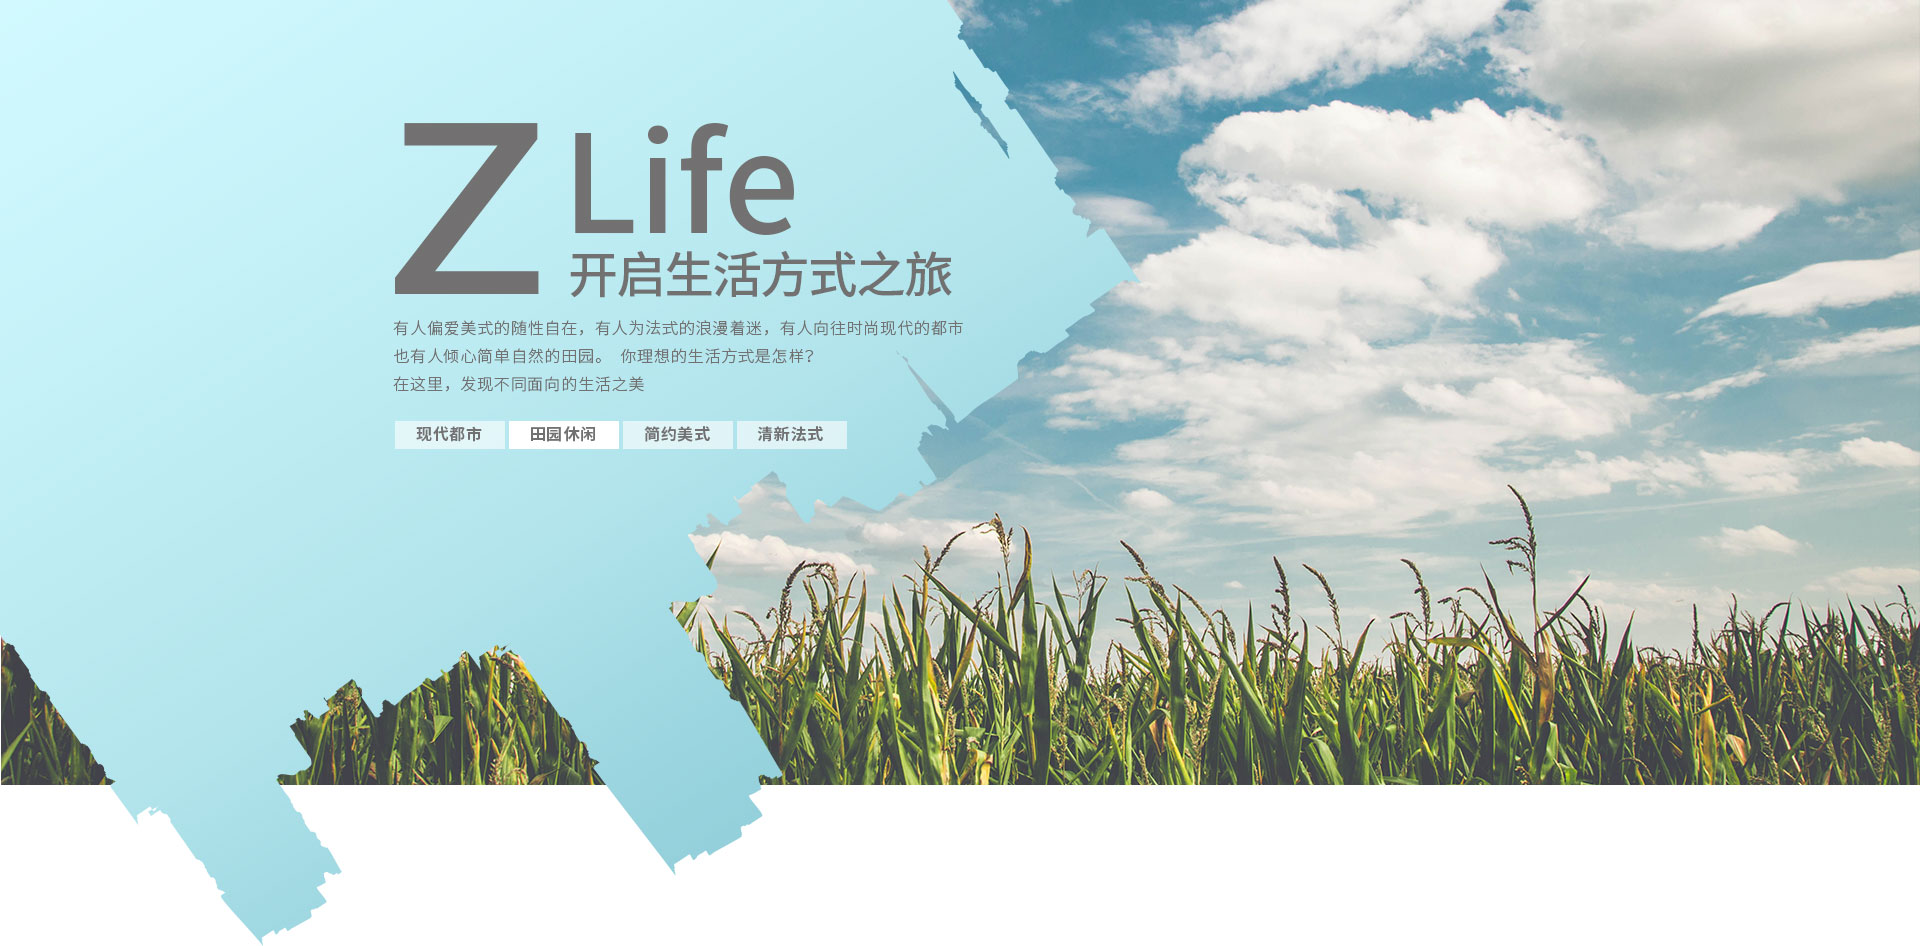 Z Life
开启生活方式之旅
有人偏爱美式的随性自在，有人为法式的浪漫着迷，有人向往时尚现代的都市
也有人倾心简单自然的田园。 你理想的生活方式是怎样?
在这里，发现不同面向的生活之美
现代都市 田园休闲 简约美式 清新法式